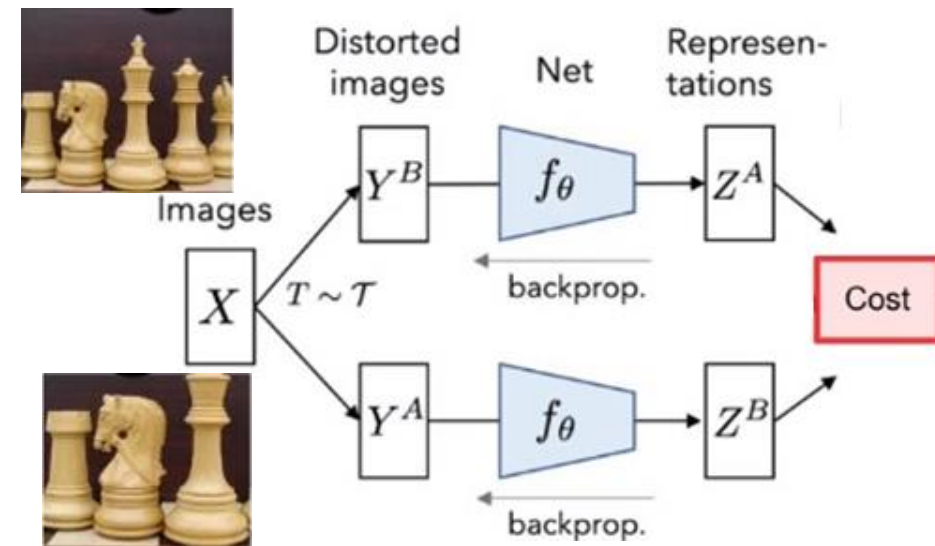 Distorted
images
Net
Represen-
tations
Images
Y^B
f_θ
Z^A
backprop.
X
T ~ 𝒯
Cost
Y^A
f_θ
Z^B
backprop.